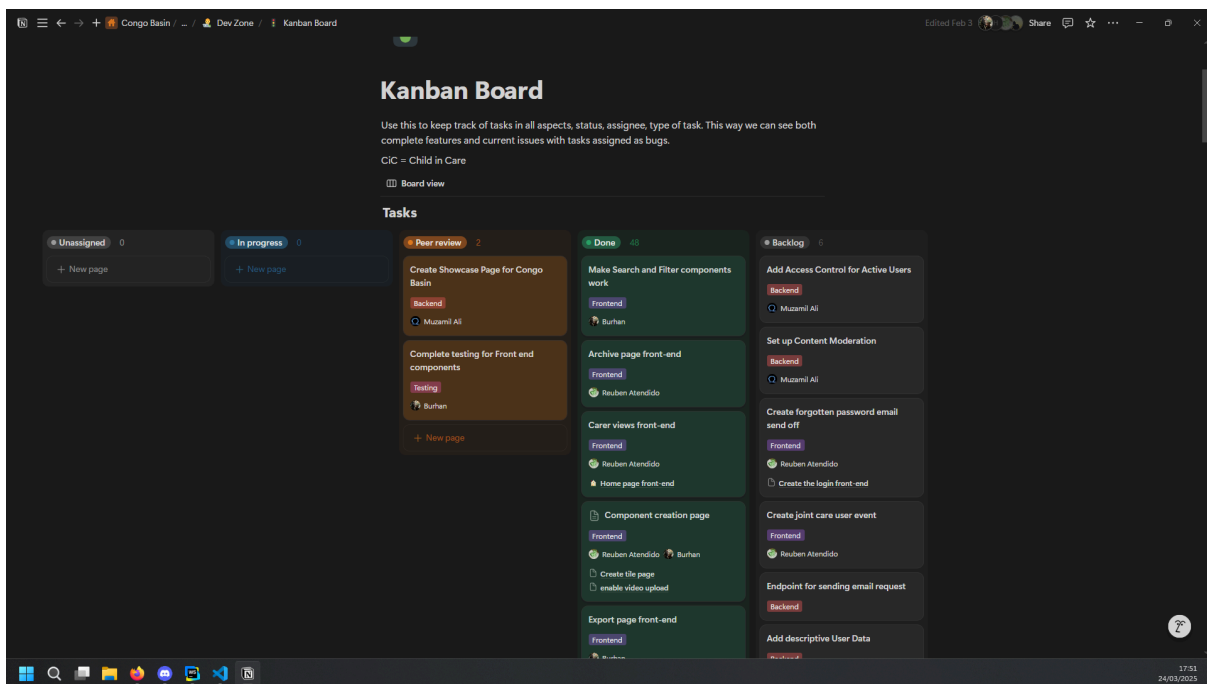 Congo Basin / ... / Dev Zone / Kanban Board
Edited Feb 3
Share
Kanban Board
Use this to keep track of tasks in all aspects, status, assignee, type of task. This way we can see both
complete features and current issues with tasks assigned as bugs.
CiC = Child in Care
Board view
Tasks
Unassigned 0
+ New page
In progress 0
+ New page
Peer review 2
Create Showcase Page for Congo
Basin
Backend
Muzamil Ali
Complete testing for Front end
components
Testing
Burhan
+ New page
Done 48
Make Search and Filter components
work
Frontend
Burhan
Archive page front-end
Frontend
Reuben Atendido
Carer views front-end
Frontend
Reuben Atendido
Home page front-end
Component creation page
Frontend
Reuben Atendido Burhan
Create tile page
enable video upload
Export page front-end
Frontend
Burhan
Backlog 6
Add Access Control for Active Users
Backend
Muzamil Ali
Set up Content Moderation
Backend
Muzamil Ali
Create forgotten password email
send off
Frontend
Reuben Atendido
Create the login front-end
Create joint care user event
Frontend
Reuben Atendido
Endpoint for sending email request
Backend
Add descriptive User Data
Backend
17:51
24/03/2025